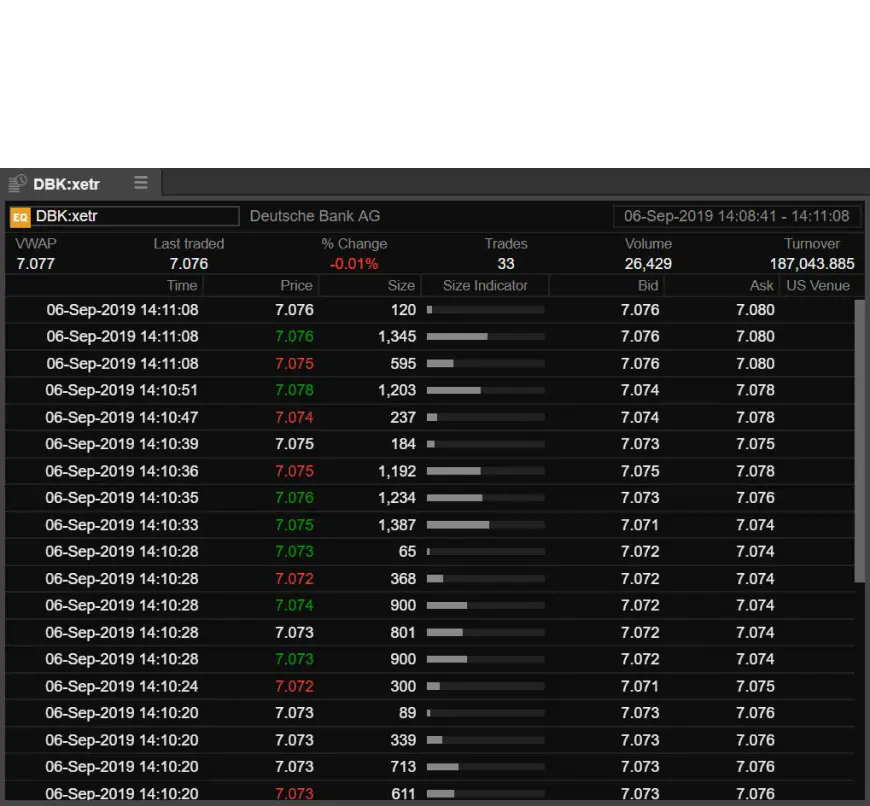 DBK:xetr
EQ DBK:xetr Deutsche Bank AG 06-Sep-2019 14:08:41 - 14:11:08
VWAP Last traded % Change Trades Volume Turnover
7.077 7.076 -0.01% 33 26,429 187,043.885
Time Price Size Size Indicator Bid Ask US Venue
06-Sep-2019 14:11:08 7.076 120 7.076 7.080
06-Sep-2019 14:11:08 7.076 1,345 7.076 7.080
06-Sep-2019 14:11:08 7.075 595 7.076 7.080
06-Sep-2019 14:10:51 7.078 1,203 7.074 7.078
06-Sep-2019 14:10:47 7.074 237 7.074 7.078
06-Sep-2019 14:10:39 7.075 184 7.073 7.075
06-Sep-2019 14:10:36 7.075 1,192 7.075 7.078
06-Sep-2019 14:10:35 7.076 1,234 7.073 7.076
06-Sep-2019 14:10:33 7.075 1,387 7.071 7.074
06-Sep-2019 14:10:28 7.073 65 7.072 7.074
06-Sep-2019 14:10:28 7.072 368 7.072 7.074
06-Sep-2019 14:10:28 7.074 900 7.072 7.074
06-Sep-2019 14:10:28 7.073 801 7.072 7.074
06-Sep-2019 14:10:28 7.073 900 7.072 7.074
06-Sep-2019 14:10:24 7.072 300 7.071 7.075
06-Sep-2019 14:10:20 7.073 89 7.073 7.076
06-Sep-2019 14:10:20 7.073 339 7.073 7.076
06-Sep-2019 14:10:20 7.073 713 7.073 7.076
06-Sep-2019 14:10:20 7.073 611 7.073 7.076